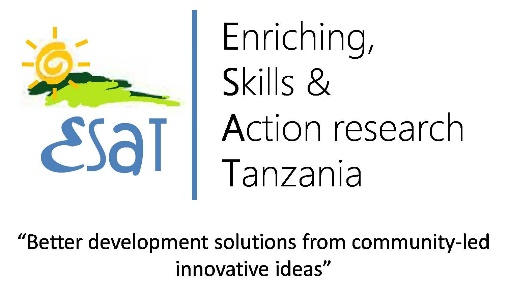 ESAT
Enriching,
Skills &
Action research
Tanzania
“Better development solutions from community-led
innovative ideas”